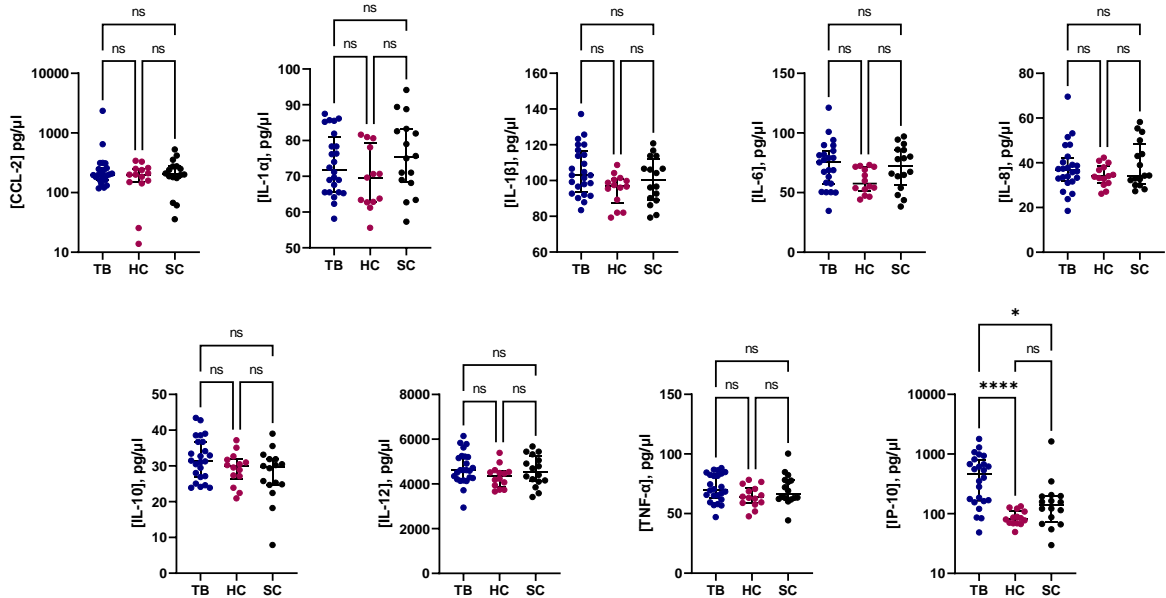 ns
ns ns
[CCL-2] pg/µl
10000
1000
100
10
TB HC SC
ns
ns ns
[IL-1α], pg/µl
100
90
80
70
60
50
TB HC SC
ns
ns ns
[IL-1β], pg/µl
160
140
120
100
80
60
TB HC SC
ns
ns ns
[IL-6], pg/µl
150
100
50
0
TB HC SC
ns
ns ns
[IL-8], pg/µl
80
60
40
20
0
TB HC SC
ns
ns ns
[IL-10], pg/µl
50
40
30
20
10
0
TB HC SC
ns
ns ns
[IL-12], pg/µl
8000
6000
4000
2000
0
TB HC SC
ns
ns ns
[TNF-α], pg/µl
150
100
50
0
TB HC SC
*
**** ns
[IP-10], pg/µl
10000
1000
100
10
TB HC SC